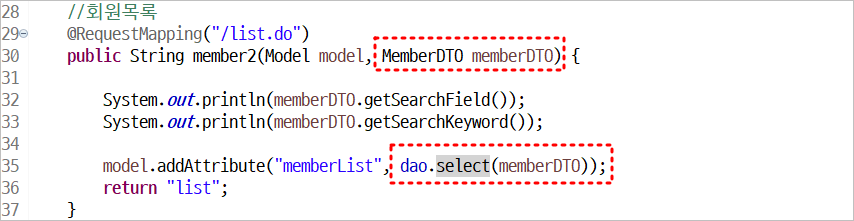 28 //회원목록
29 @RequestMapping("/list.do")
30 public String member2(Model model, MemberDTO memberDTO) {
31
32 System.out.println(memberDTO.getSearchField());
33 System.out.println(memberDTO.getSearchKeyword());
34
35 model.addAttribute("memberList", dao.select(memberDTO));
36 return "list";
37 }